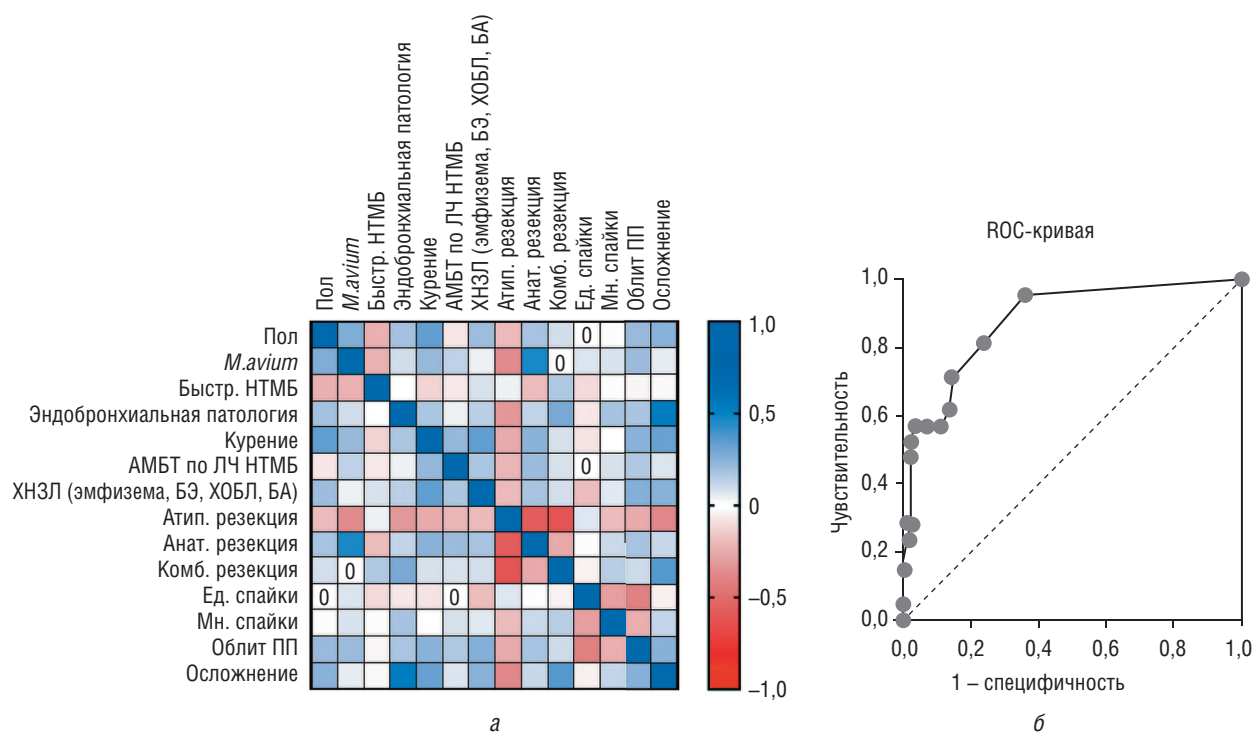 Пол
M.avium
Быстр. НТМБ
Эндобронхиальная патология
Курение
АМБТ по ЛЧ НТМБ
ХНЗЛ (эмфизема, БЭ, ХОБЛ, БА)
Атип. резекция
Анат. резекция
Комб. резекция
Ед. спайки
Мн. спайки
Облит ПП
Осложнение
Пол
M.avium
Быстр. НТМБ
Эндобронхиальная патология
Курение
АМБТ по ЛЧ НТМБ
ХНЗЛ (эмфизема, БЭ, ХОБЛ, БА)
Атип. резекция
Анат. резекция
Комб. резекция
Ед. спайки
Мн. спайки
Облит ПП
Осложнение
0
0
0
0
0 0
1,0
0,5
0
–0,5
–1,0
а
ROC-кривая
Чувствительность
1,0
0,8
0,6
0,4
0,2
0,0
0,0 0,2 0,4 0,6 0,8 1,0
1 – специфичность
б